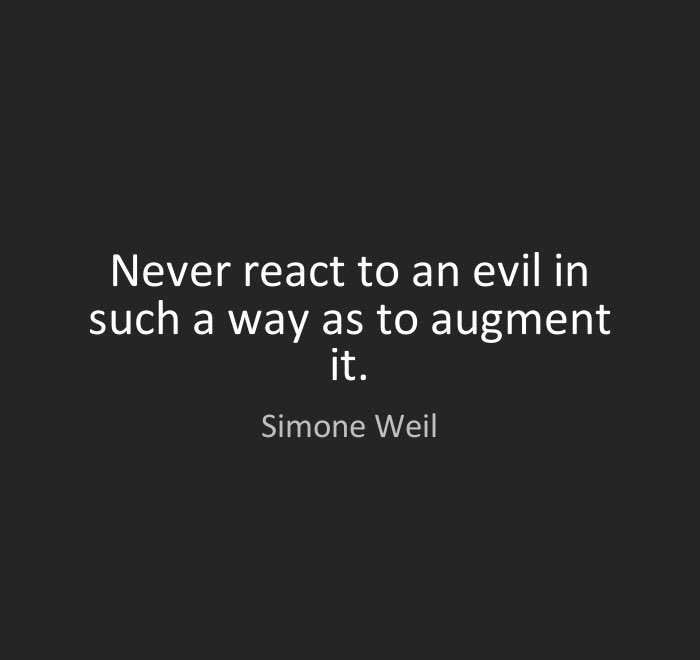 Never react to an evil in
such a way as to augment
it.
Simone Weil